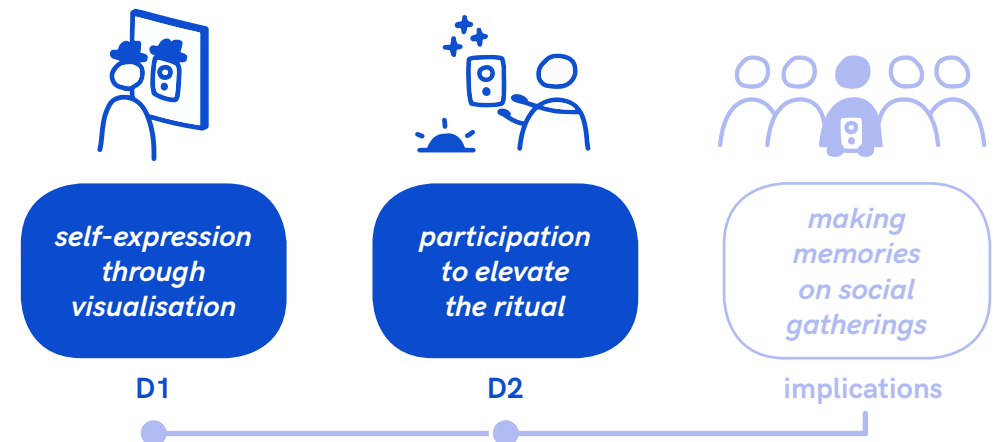 self-expression
through
visualisation
participation
to elevate
the ritual
making
memories
on social
gatherings
D1
D2
implications